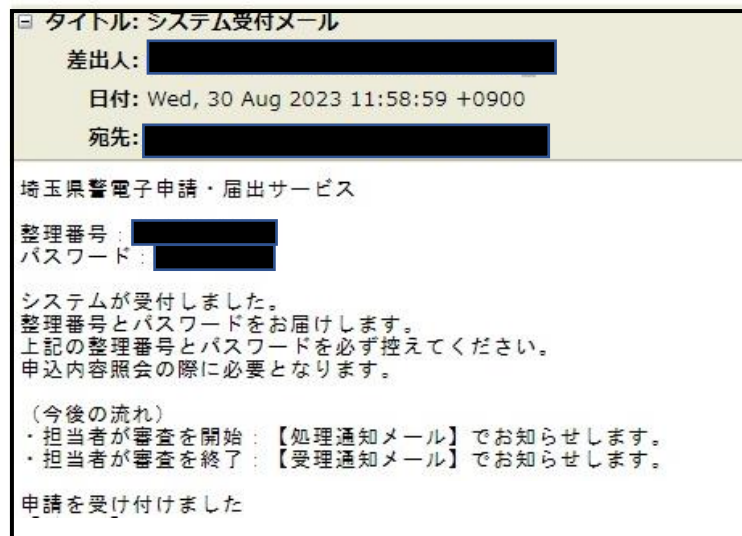 タイトル: システム受付メール
差出人:
日付: Wed, 30 Aug 2023 11:58:59 +0900
宛先:
埼玉県警電子申請・届出サービス
整理番号：
パスワード：
システムが受付しました。
整理番号とパスワードをお届けします。
上記の整理番号とパスワードを必ず控えてください。
申込内容照会の際に必要となります。
（今後の流れ）
・担当者が審査を開始：【処理通知メール】でお知らせします。
・担当者が審査を終了：【受理通知メール】でお知らせします。
申請を受け付けました